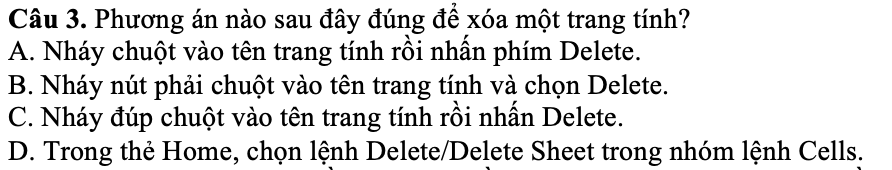 Câu 3. Phương án nào sau đây đúng để xóa một trang tính?
A. Nháy chuột vào tên trang tính rồi nhấn phím Delete.
B. Nháy nút phải chuột vào tên trang tính và chọn Delete.
C. Nháy đúp chuột vào tên trang tính rồi nhấn Delete.
D. Trong thẻ Home, chọn lệnh Delete/Delete Sheet trong nhóm lệnh Cells.